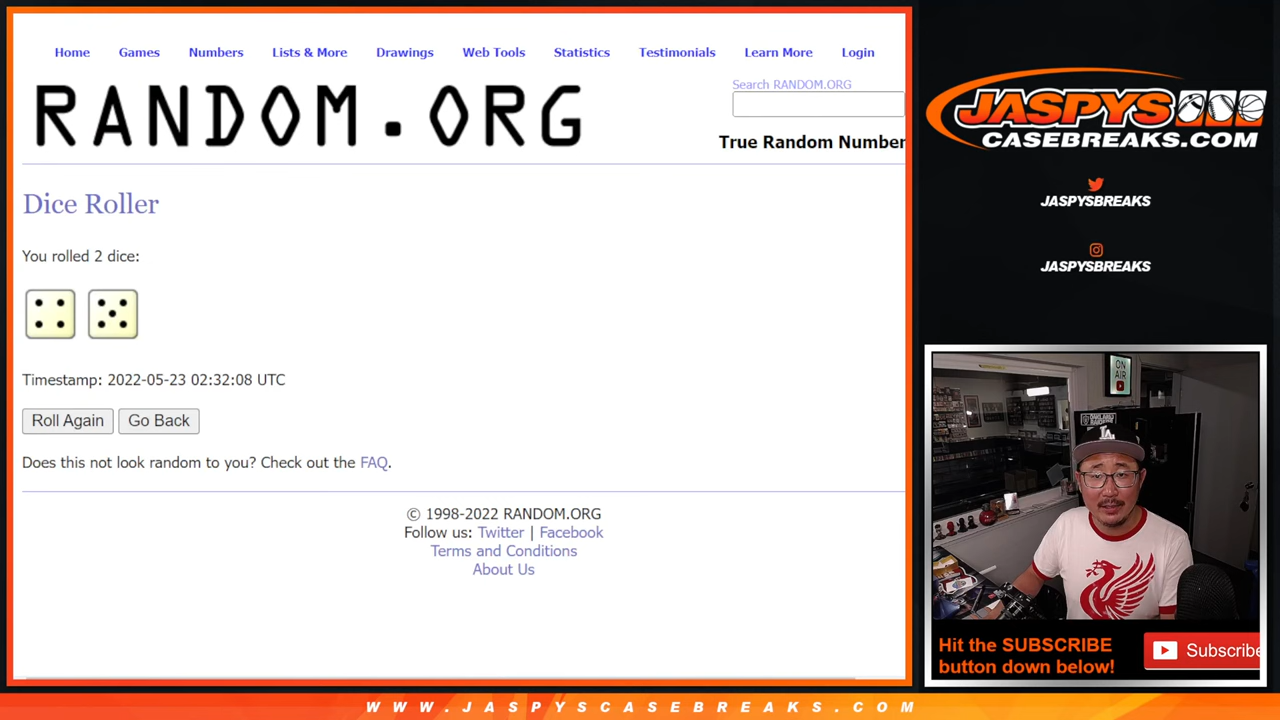 Home Games Numbers Lists & More Drawings Web Tools Statistics Testimonials Learn More Login
Search RANDOM.ORG
RANDOM.ORG
True Random Number
Dice Roller
You rolled 2 dice:
Timestamp: 2022-05-23 02:32:08 UTC
Roll Again Go Back
Does this not look random to you? Check out the FAQ.
© 1998-2022 RANDOM.ORG
Follow us: Twitter | Facebook
Terms and Conditions
About Us
JASPYS
CASEBREAKS.COM
JASPYSBREAKS
JASPYSBREAKS
ON
AIR
LA
Hit the SUBSCRIBE
button down below!
Subscribe
WWW.JASPYSCASEBREAKS.COM